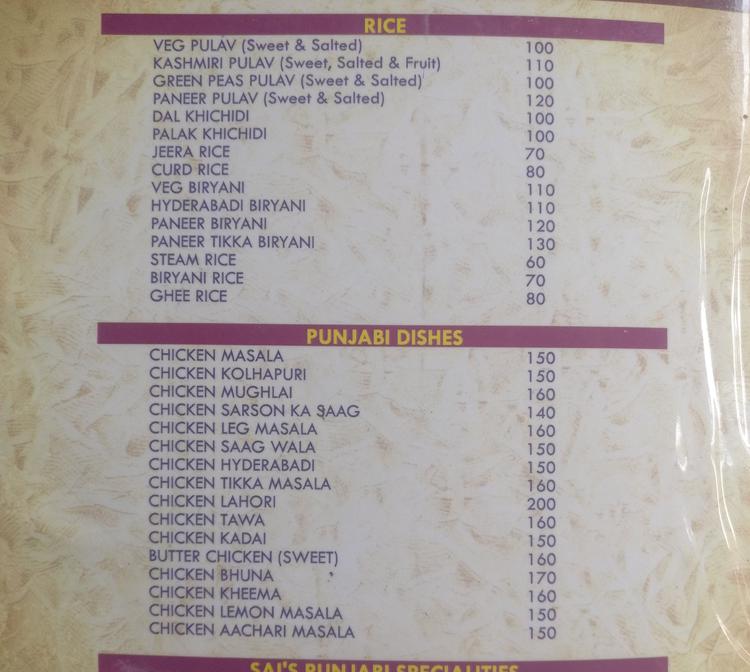 RICE
VEG PULAV (Sweet & Salted) 100
KASHMIRI PULAV (Sweet, Salted & Fruit) 110
GREEN PEAS PULAV (Sweet & Salted) 100
PANEER PULAV (Sweet & Salted) 120
DAL KHICHIDI 100
PALAK KHICHIDI 100
JEERA RICE 70
CURD RICE 80
VEG BIRYANI 110
HYDERABADI BIRYANI 110
PANEER BIRYANI 120
PANEER TIKKA BIRYANI 130
STEAM RICE 60
BIRYANI RICE 70
GHEE RICE 80
PUNJABI DISHES
CHICKEN MASALA 150
CHICKEN KOLHAPURI 150
CHICKEN MUGHLAI 160
CHICKEN SARSON KA SAAG 140
CHICKEN LEG MASALA 160
CHICKEN SAAG WALA 150
CHICKEN HYDERABADI 150
CHICKEN TIKKA MASALA 160
CHICKEN LAHORI 200
CHICKEN TAWA 160
CHICKEN KADAI 150
BUTTER CHICKEN (SWEET) 160
CHICKEN BHUNA 170
CHICKEN KHEEMA 160
CHICKEN LEMON MASALA 150
CHICKEN AACHARI MASALA 150
SAI'S PUNJABI SPECIALITIES